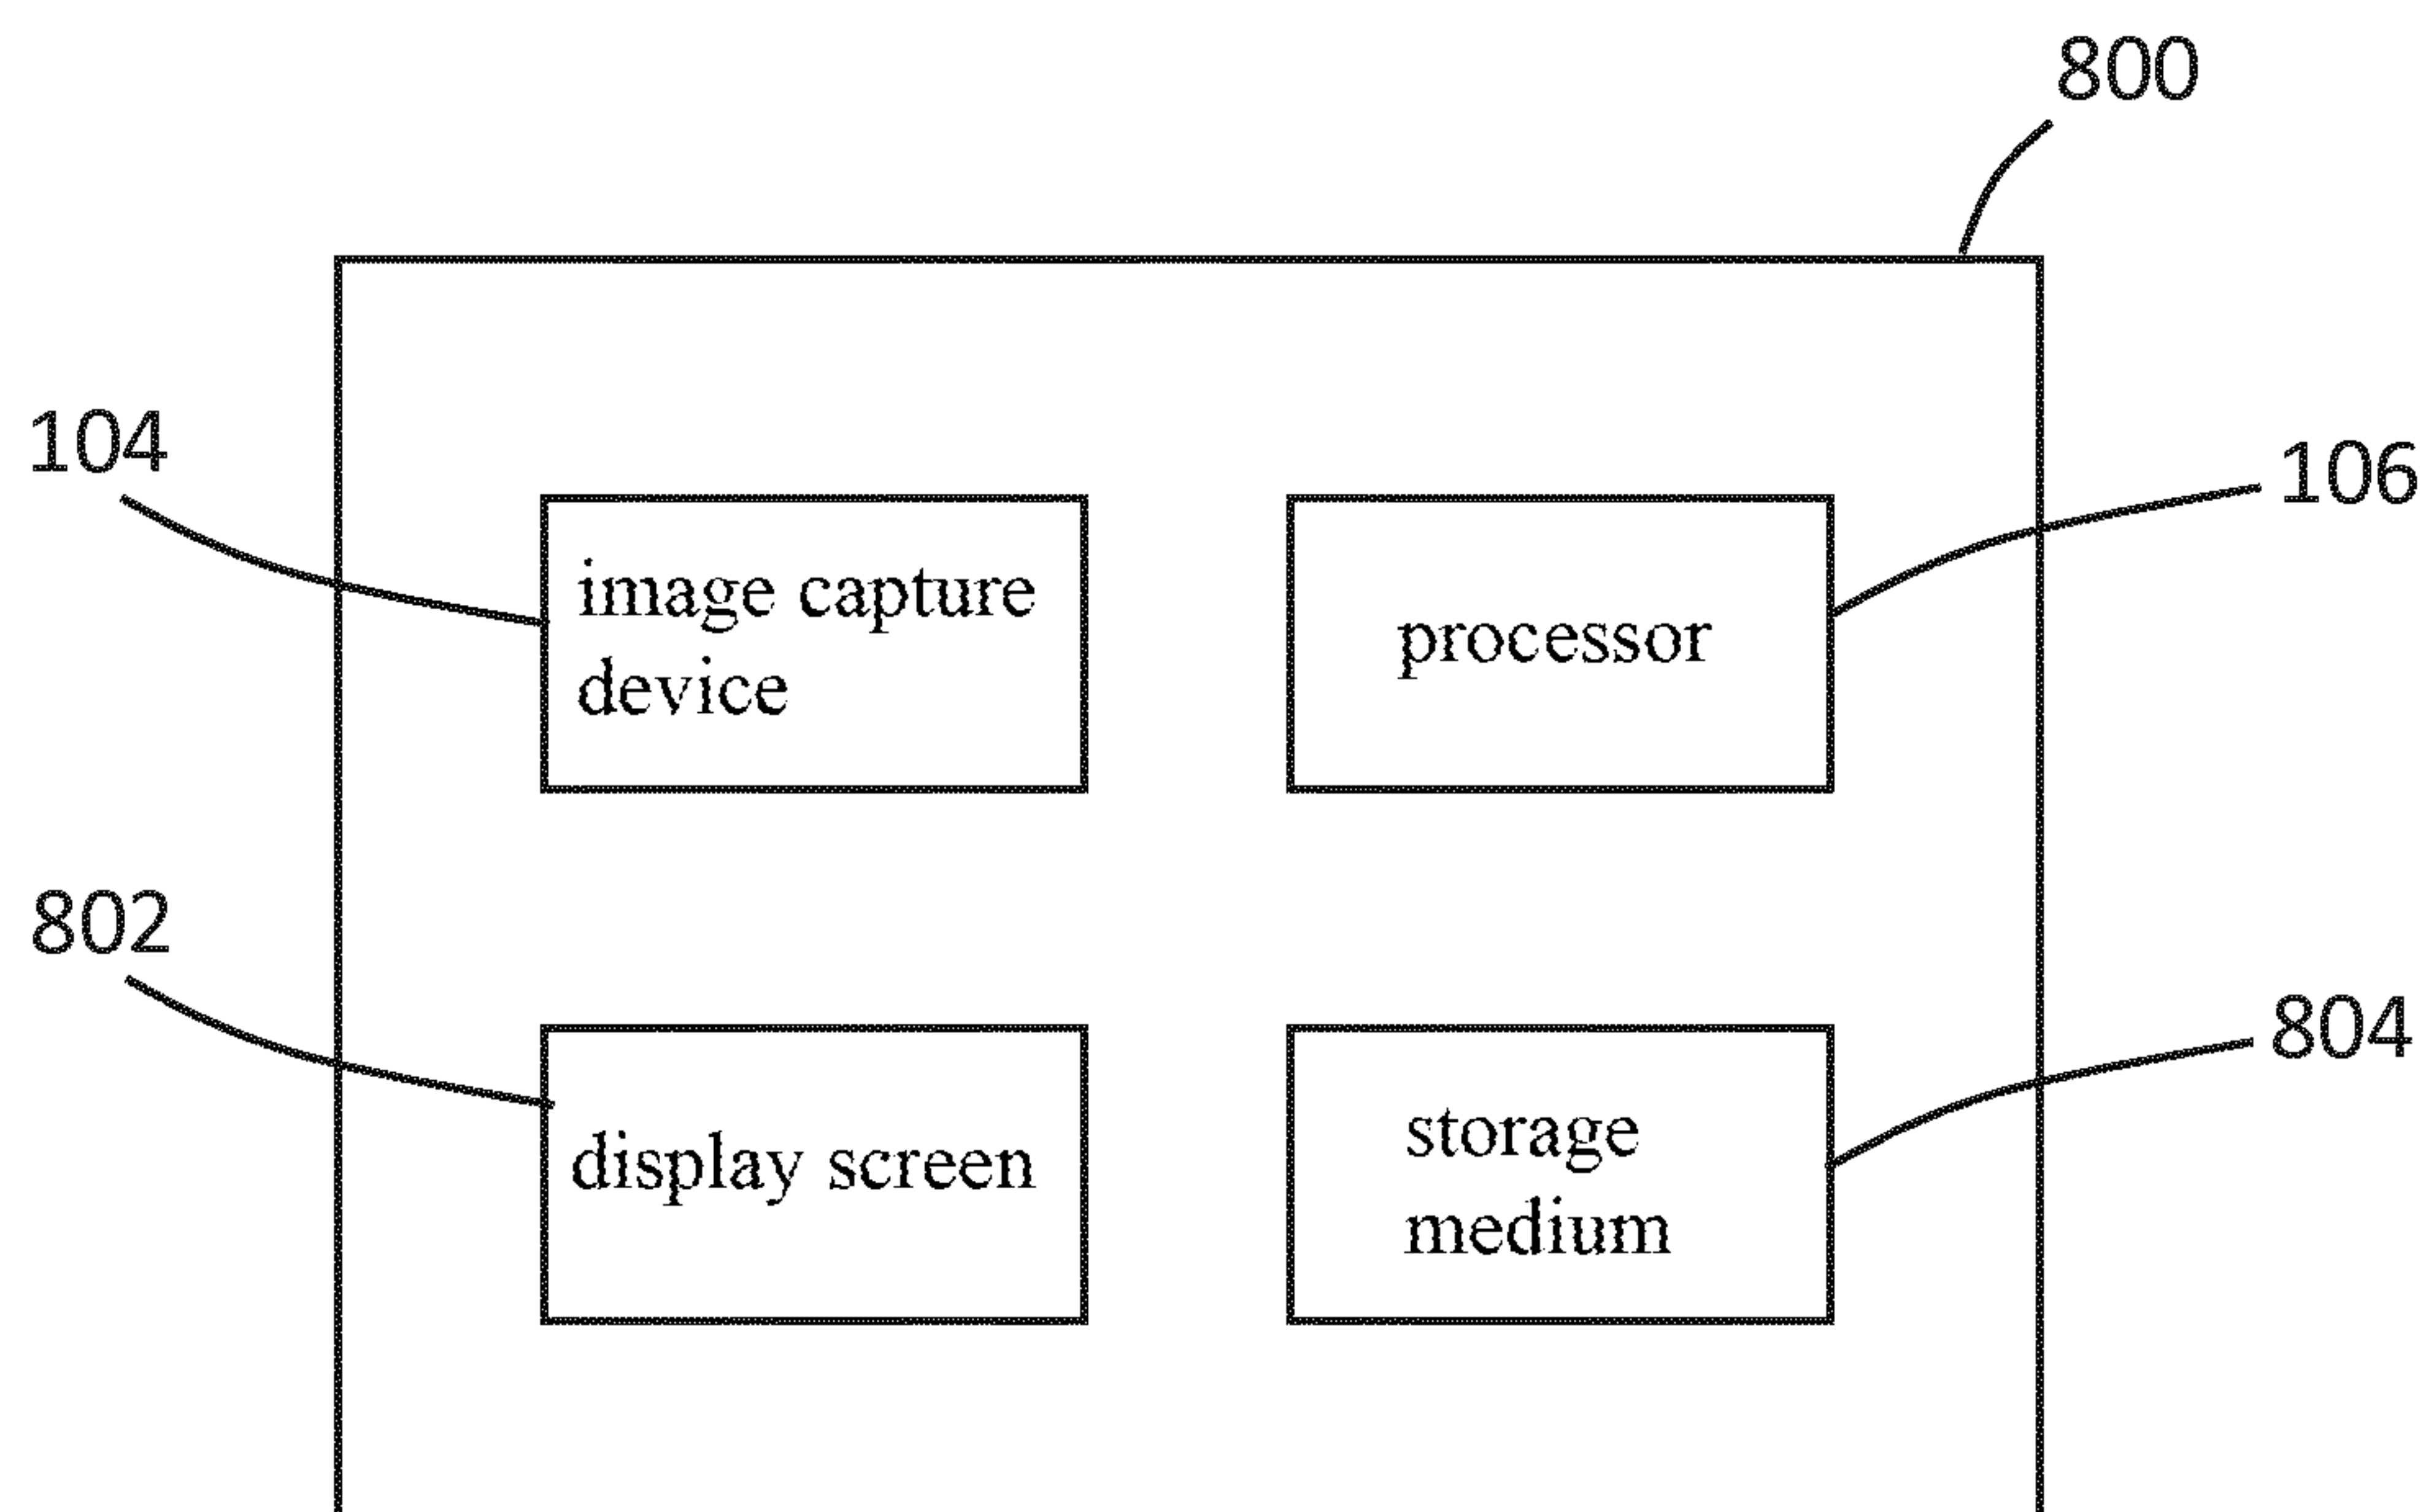 800
104
106
image capture
device
processor
802
804
display screen
storage
medium